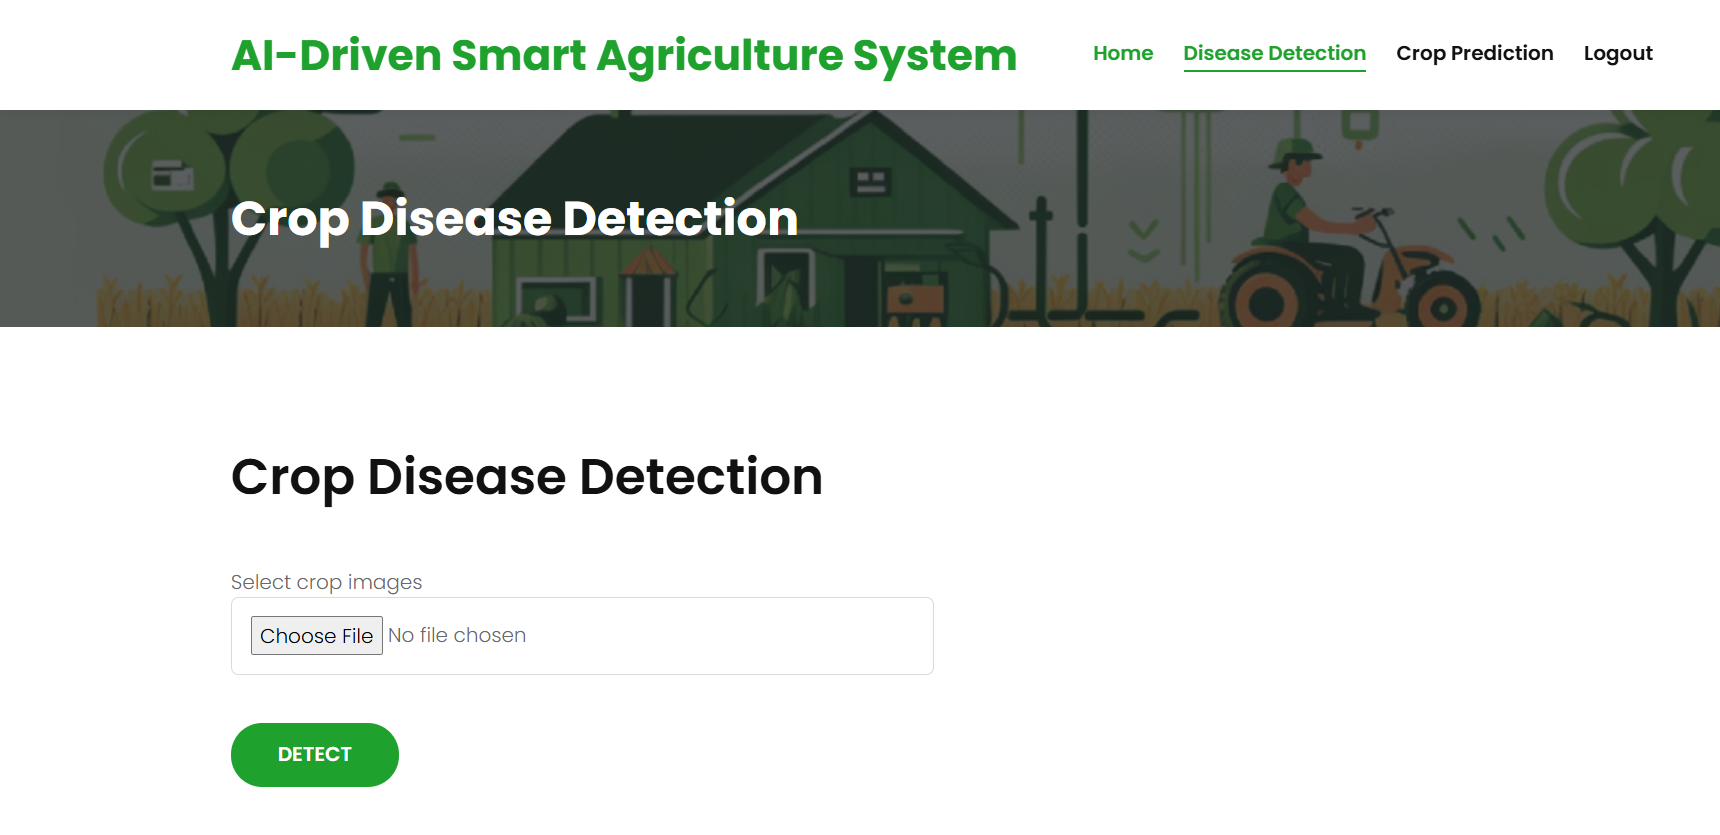 AI-Driven Smart Agriculture System
Home Disease Detection Crop Prediction Logout
Crop Disease Detection
Crop Disease Detection
Select crop images
Choose File No file chosen
DETECT